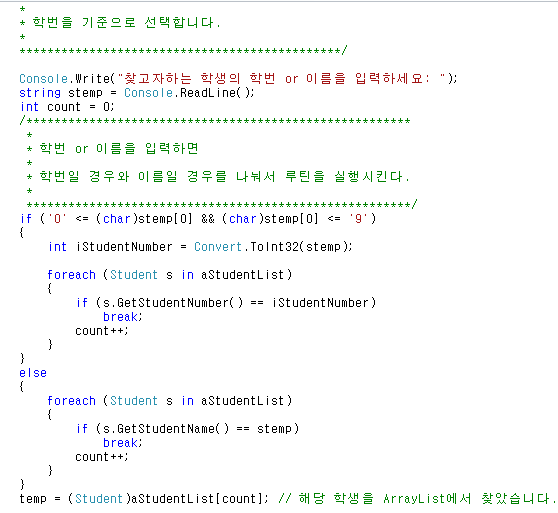 *
* 학번을 기준으로 선택합니다.
*
**********************************************/
Console.Write("찾고자하는 학생의 학번 or 이름을 입력하세요: ");
string stemp = Console.ReadLine();
int count = 0;
/*******************************************************
*
* 학번 or 이름을 입력하면
*
* 학번일 경우와 이름일 경우를 나눠서 루틴을 실행시킨다.
*
*******************************************************/
if ('0' <= (char)stemp[0] && (char)stemp[0] <= '9')
{
int iStudentNumber = Convert.ToInt32(stemp);
foreach (Student s in aStudentList)
{
if (s.GetStudentNumber() == iStudentNumber)
break;
count++;
}
}
else
{
foreach (Student s in aStudentList)
{
if (s.GetStudentName() == stemp)
break;
count++;
}
}
temp = (Student)aStudentList[count]; // 해당 학생을 ArrayList에서 찾았습니다.